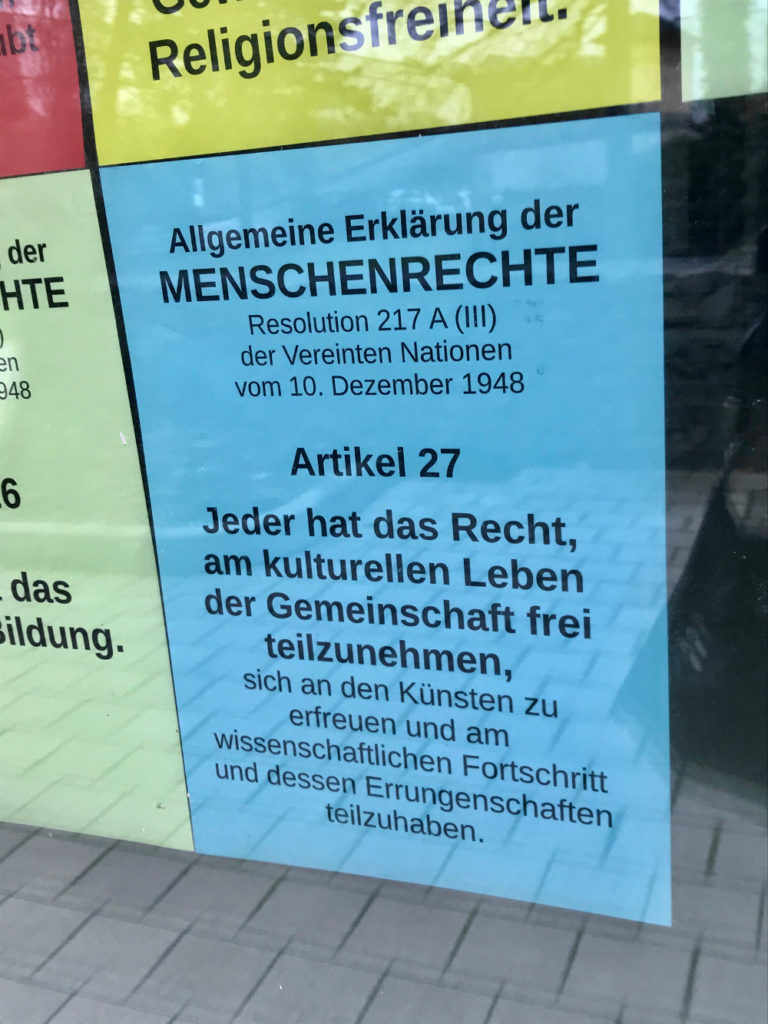 Religionsfreiheit.
der
Allgemeine Erklärung der
MENSCHENRECHTE
Resolution 217 A (III)
der Vereinten Nationen
vom 10. Dezember 1948
Artikel 27
Jeder hat das Recht,
am kulturellen Leben
der Gemeinschaft frei
teilzunehmen,
sich an den Künsten zu
erfreuen und am
wissenschaftlichen Fortschritt
und dessen Errungenschaften
teilzuhaben.
das
Bildung.